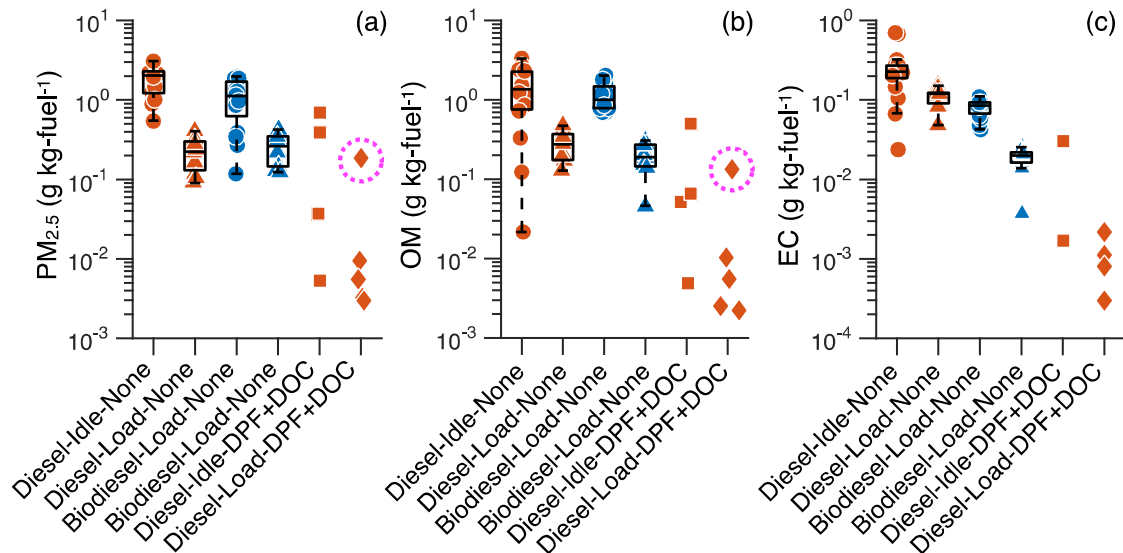 (a)
PM2.5 (g kg-fuel-1)
10^1
10^0
10^-1
10^-2
10^-3
Diesel-Idle-None
Diesel-Load-None
Biodiesel-Load-None
Biodiesel-Load-None
Diesel-Idle-DPF+DOC
Diesel-Load-DPF+DOC
(b)
OM (g kg-fuel-1)
10^1
10^0
10^-1
10^-2
10^-3
Diesel-Idle-None
Diesel-Load-None
Biodiesel-Load-None
Biodiesel-Load-None
Diesel-Idle-DPF+DOC
Diesel-Load-DPF+DOC
(c)
EC (g kg-fuel-1)
10^0
10^-1
10^-2
10^-3
10^-4
Diesel-Idle-None
Diesel-Load-None
Biodiesel-Load-None
Biodiesel-Load-None
Diesel-Idle-DPF+DOC
Diesel-Load-DPF+DOC